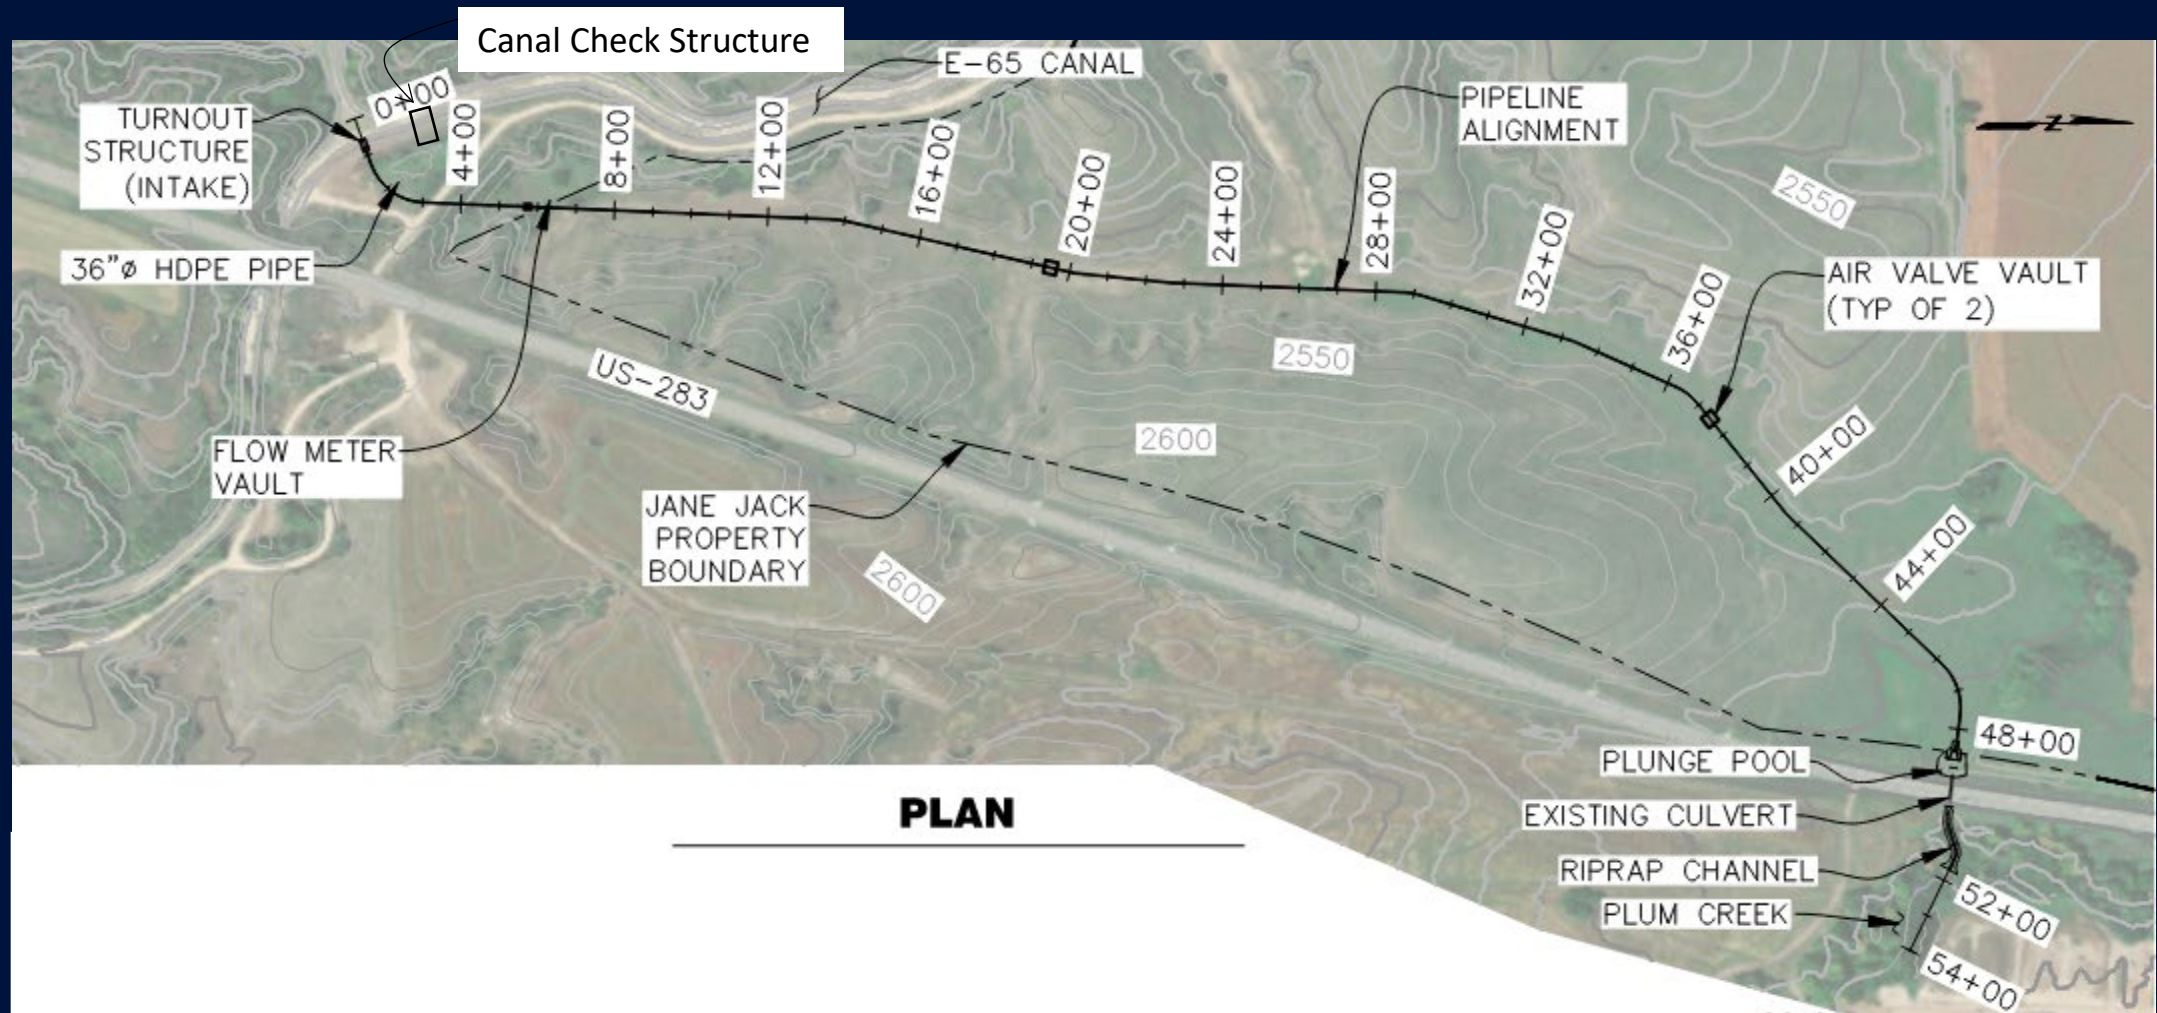 Canal Check Structure
E-65 CANAL
PIPELINE
ALIGNMENT
TURNOUT
STRUCTURE
(INTAKE)
0+00
4+00
8+00
12+00
16+00
20+00
24+00
28+00
32+00
36+00
40+00
44+00
48+00
52+00
54+00
Z
2550
36"ø HDPE PIPE
AIR VALVE VAULT
(TYP OF 2)
2550
US-283
2600
FLOW METER
VAULT
JANE JACK
PROPERTY
BOUNDARY
2600
PLUNGE POOL
EXISTING CULVERT
RIPRAP CHANNEL
PLUM CREEK
PLAN